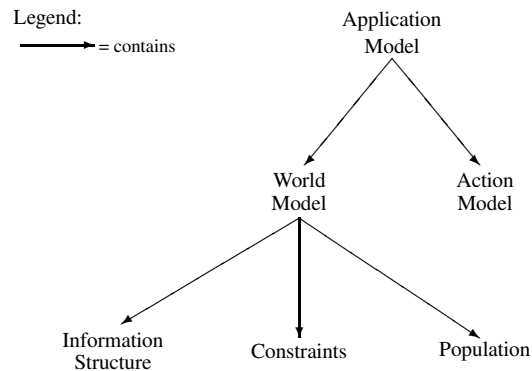 Legend:
= contains
Application
Model
World
Model
Action
Model
Information
Structure
Constraints
Population